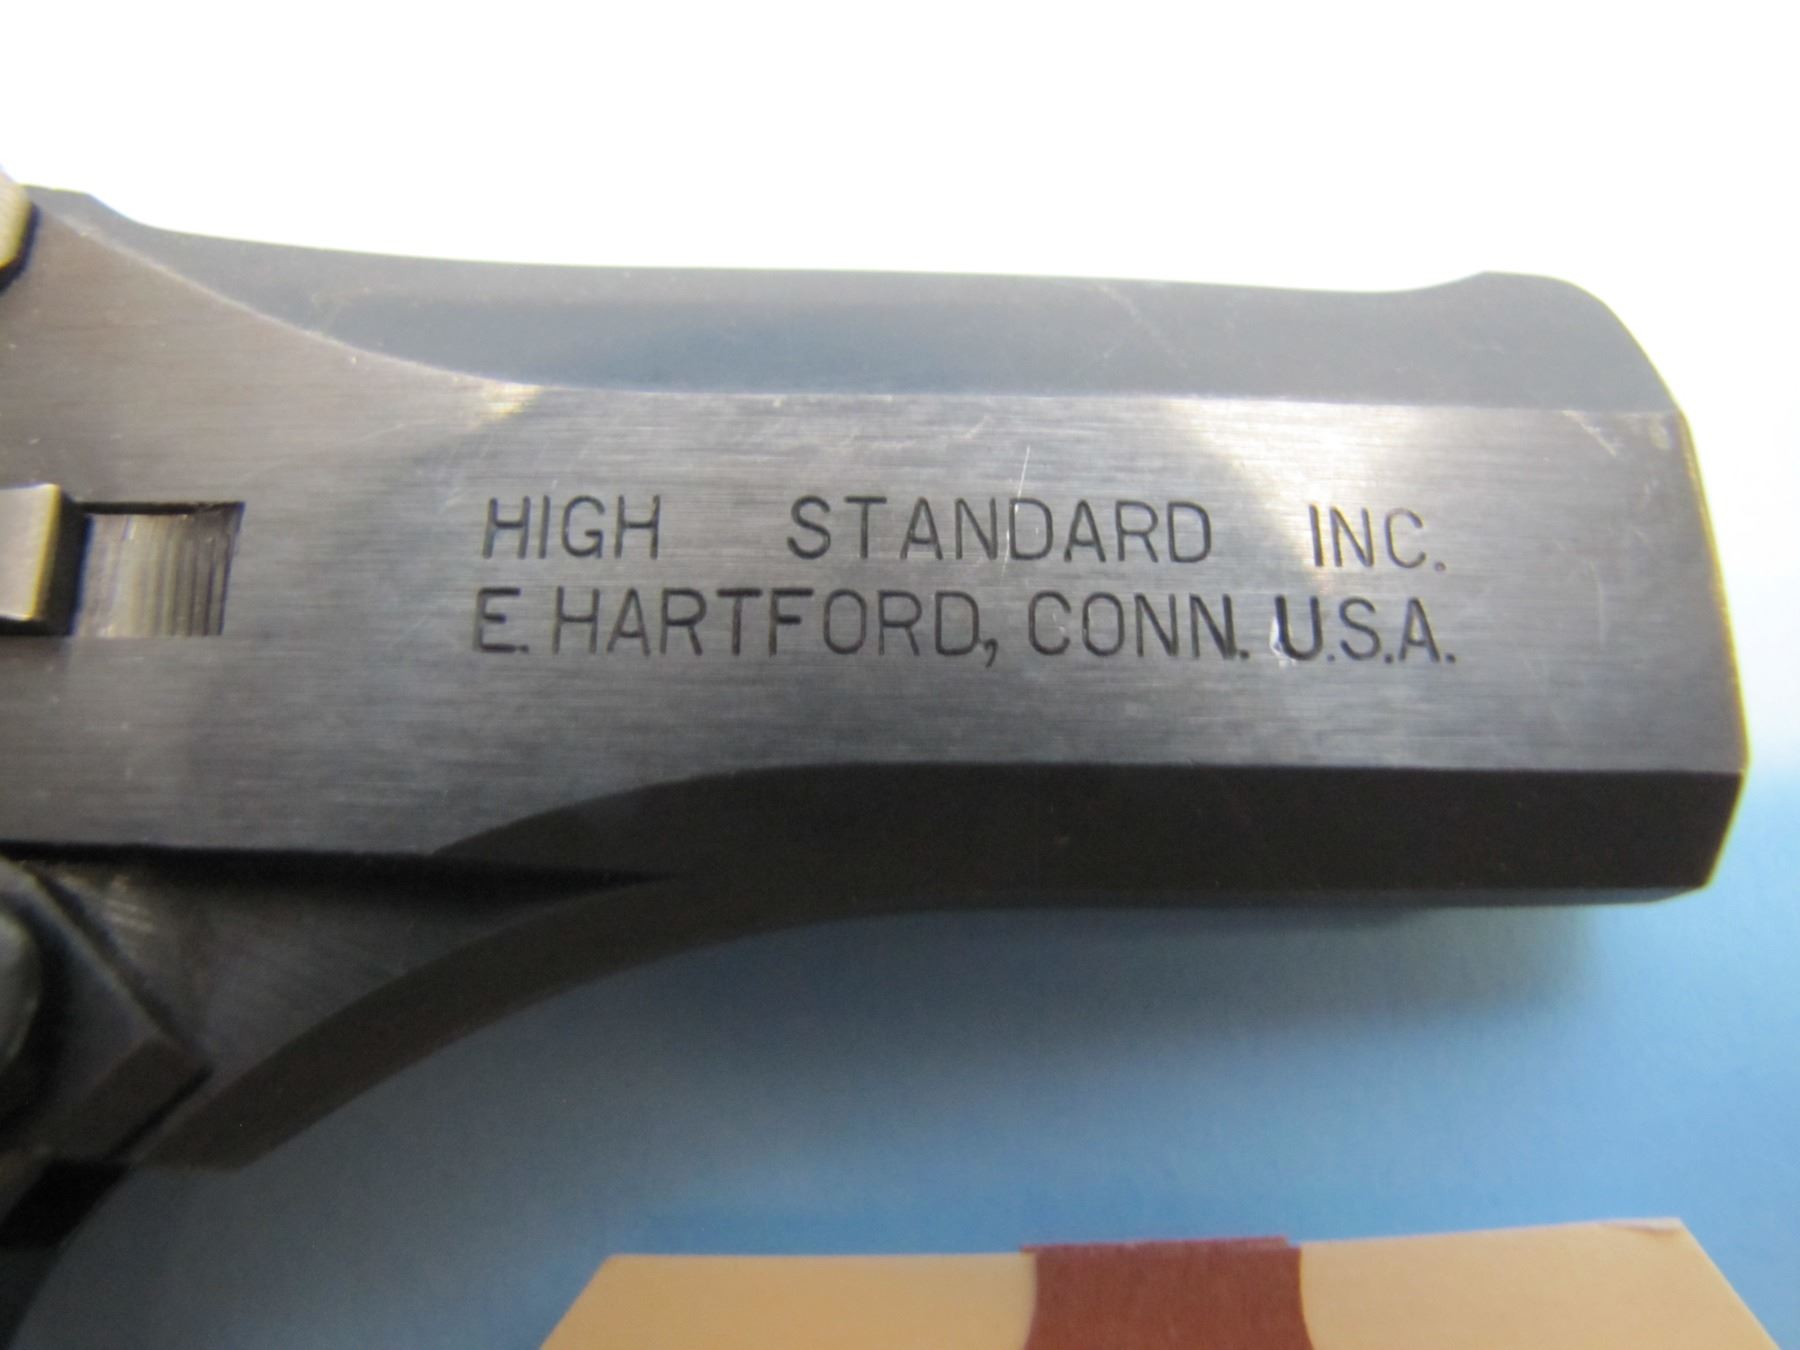 HIGH STANDARD INC.
E. HARTFORD, CONN. U.S.A.